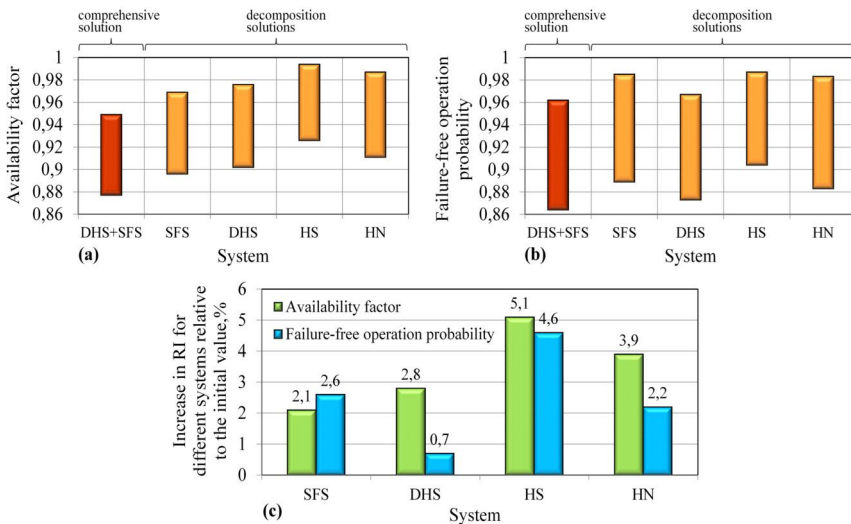 comprehensive solution
decomposition solutions
Availability factor
1
0,98
0,96
0,94
0,92
0,9
0,88
0,86
DHS+SFS SFS DHS HS HN
(a) System
comprehensive solution
decomposition solutions
Failure-free operation probability
1
0,98
0,96
0,94
0,92
0,9
0,88
0,86
DHS+SFS SFS DHS HS HN
(b) System
Increase in RI for
different systems relative
to the initial value,%
6
5
4
3
2
1
0
Availability factor
Failure-free operation probability
2,1 2,6 2,8 0,7 5,1 4,6 3,9 2,2
SFS DHS HS HN
(c) System